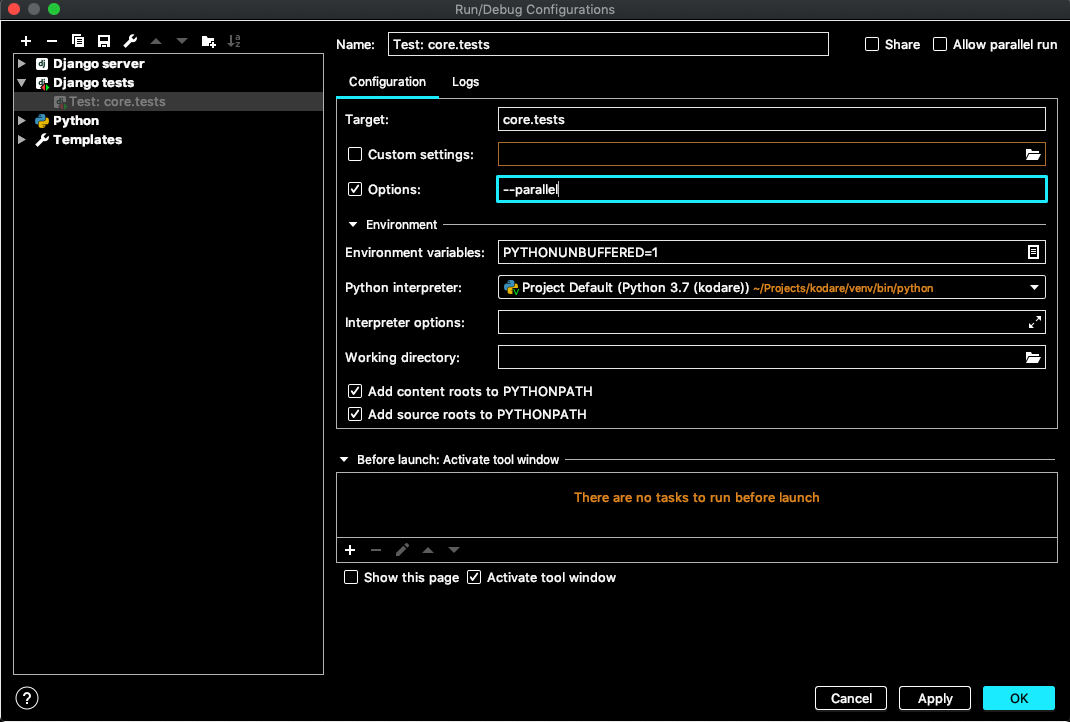 Run/Debug Configurations
Django server
Django tests
Test: core.tests
Python
Templates
Name: Test: core.tests Share Allow parallel run
Configuration Logs
Target: core.tests
Custom settings:
Options: --parallel
Environment
Environment variables: PYTHONUNBUFFERED=1
Python interpreter: Project Default (Python 3.7 (kodare)) ~/Projects/kodare/venv/bin/python
Interpreter options:
Working directory:
Add content roots to PYTHONPATH
Add source roots to PYTHONPATH
Before launch: Activate tool window
There are no tasks to run before launch
Show this page Activate tool window
? Cancel Apply OK